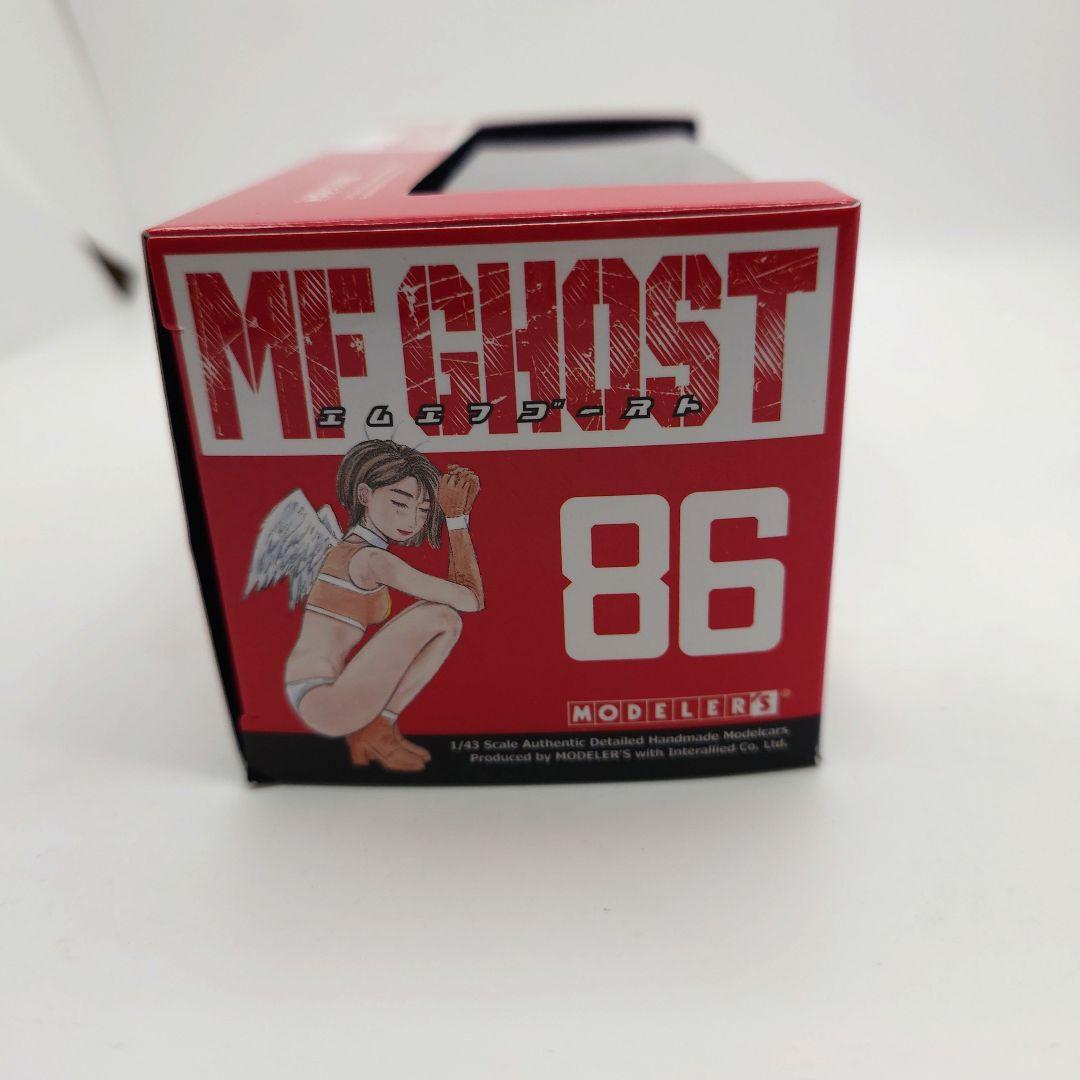 MF GHOST
エムエフゴースト
86
MODELER'S®
1/43 Scale Authentic Detailed Handmade Modelcars.
Produced by MODELER'S with Interallied Co. Ltd.